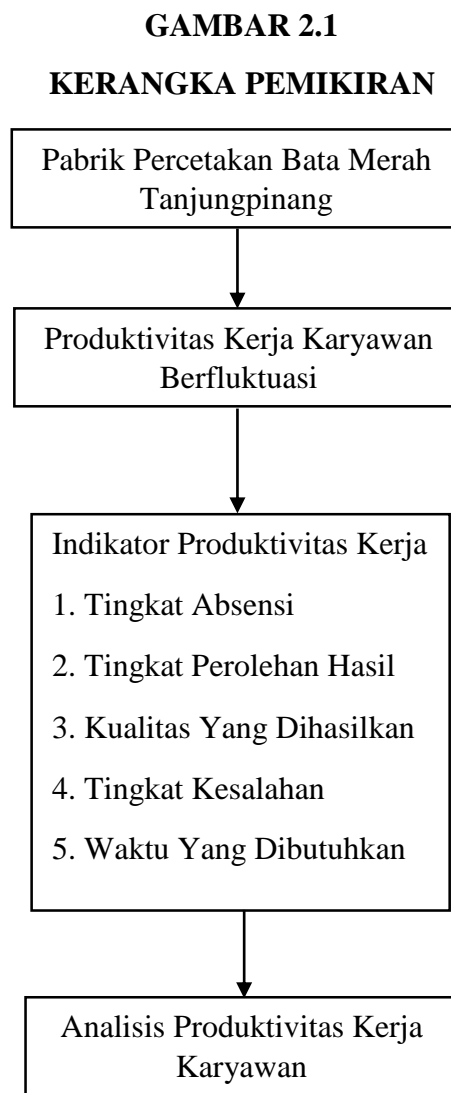 GAMBAR 2.1
KERANGKA PEMIKIRAN
Pabrik Percetakan Bata Merah
Tanjungpinang
Produktivitas Kerja Karyawan
Berfluktuasi
Indikator Produktivitas Kerja
1. Tingkat Absensi
2. Tingkat Perolehan Hasil
3. Kualitas Yang Dihasilkan
4. Tingkat Kesalahan
5. Waktu Yang Dibutuhkan
Analisis Produktivitas Kerja
Karyawan